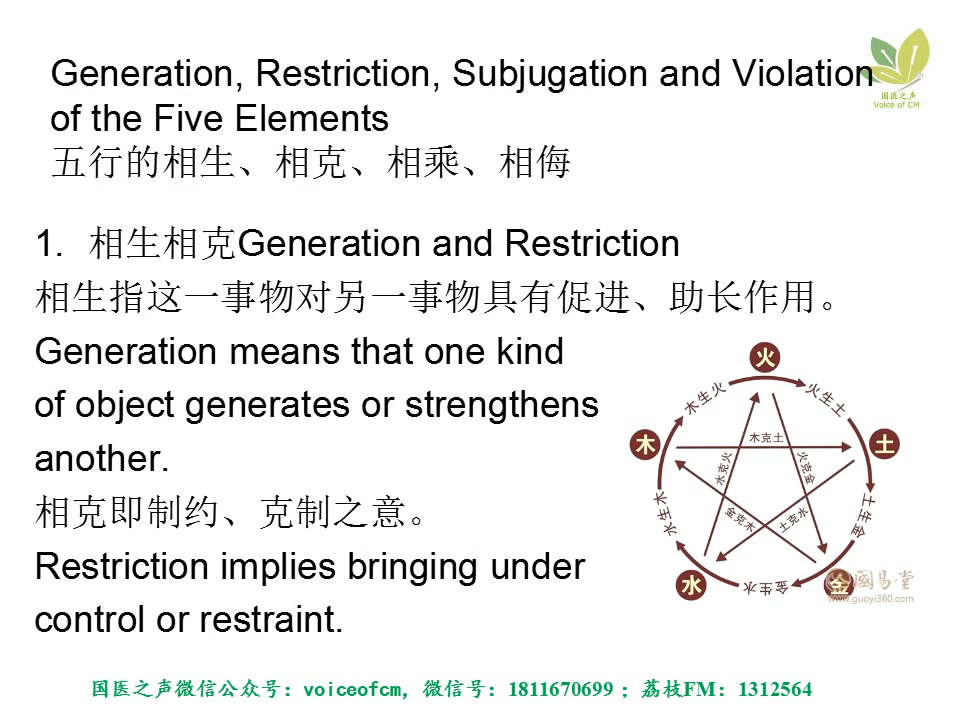 Generation, Restriction, Subjugation and Violation
of the Five Elements
五行的相生、相克、相乘、相侮
国医之声
Voice of CM
1. 相生相克Generation and Restriction
相生指这一事物对另一事物具有促进、助长作用。
Generation means that one kind
of object generates or strengthens
another.
相克即制约、克制之意。
Restriction implies bringing under
control or restraint.
火
木生火
火生土
木
木克土
土
水克火
火克金
水生木
金克木
土克水
土生金
水
金生水
金
國易堂
www.guoyi360.com
国医之声微信公众号：voiceofcm，微信号：1811670699 ；荔枝FM：1312564